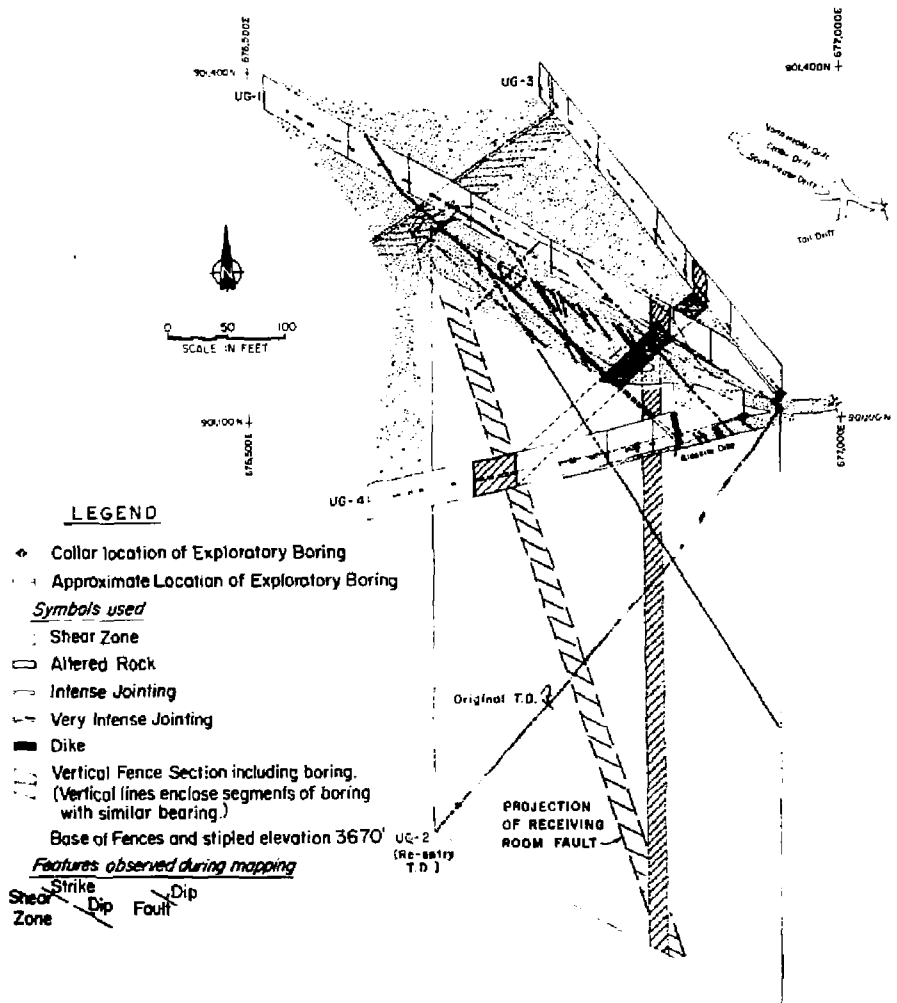 676,500E
677,000E
901,400N
901,400N
UG-1
UG-3
Center Drift
Tail Drift
0 50 100
SCALE IN FEET
901,100N
676,500E
677,000E
UG-4
LEGEND
Collar location of Exploratory Boring
Approximate Location of Exploratory Boring
Symbols used
Shear Zone
Altered Rock
Intense Jointing
Very Intense Jointing
Dike
Vertical Fence Section including boring.
(Vertical lines enclose segments of boring
with similar bearing.)
Base of Fences and stipled elevation 3670'
Features observed during mapping
Strike
Shear Dip
Zone
Dip
Fault
Original T.D.
UG-2
(Re-entry
T.D.)
PROJECTION
OF RECEIVING
ROOM FAULT